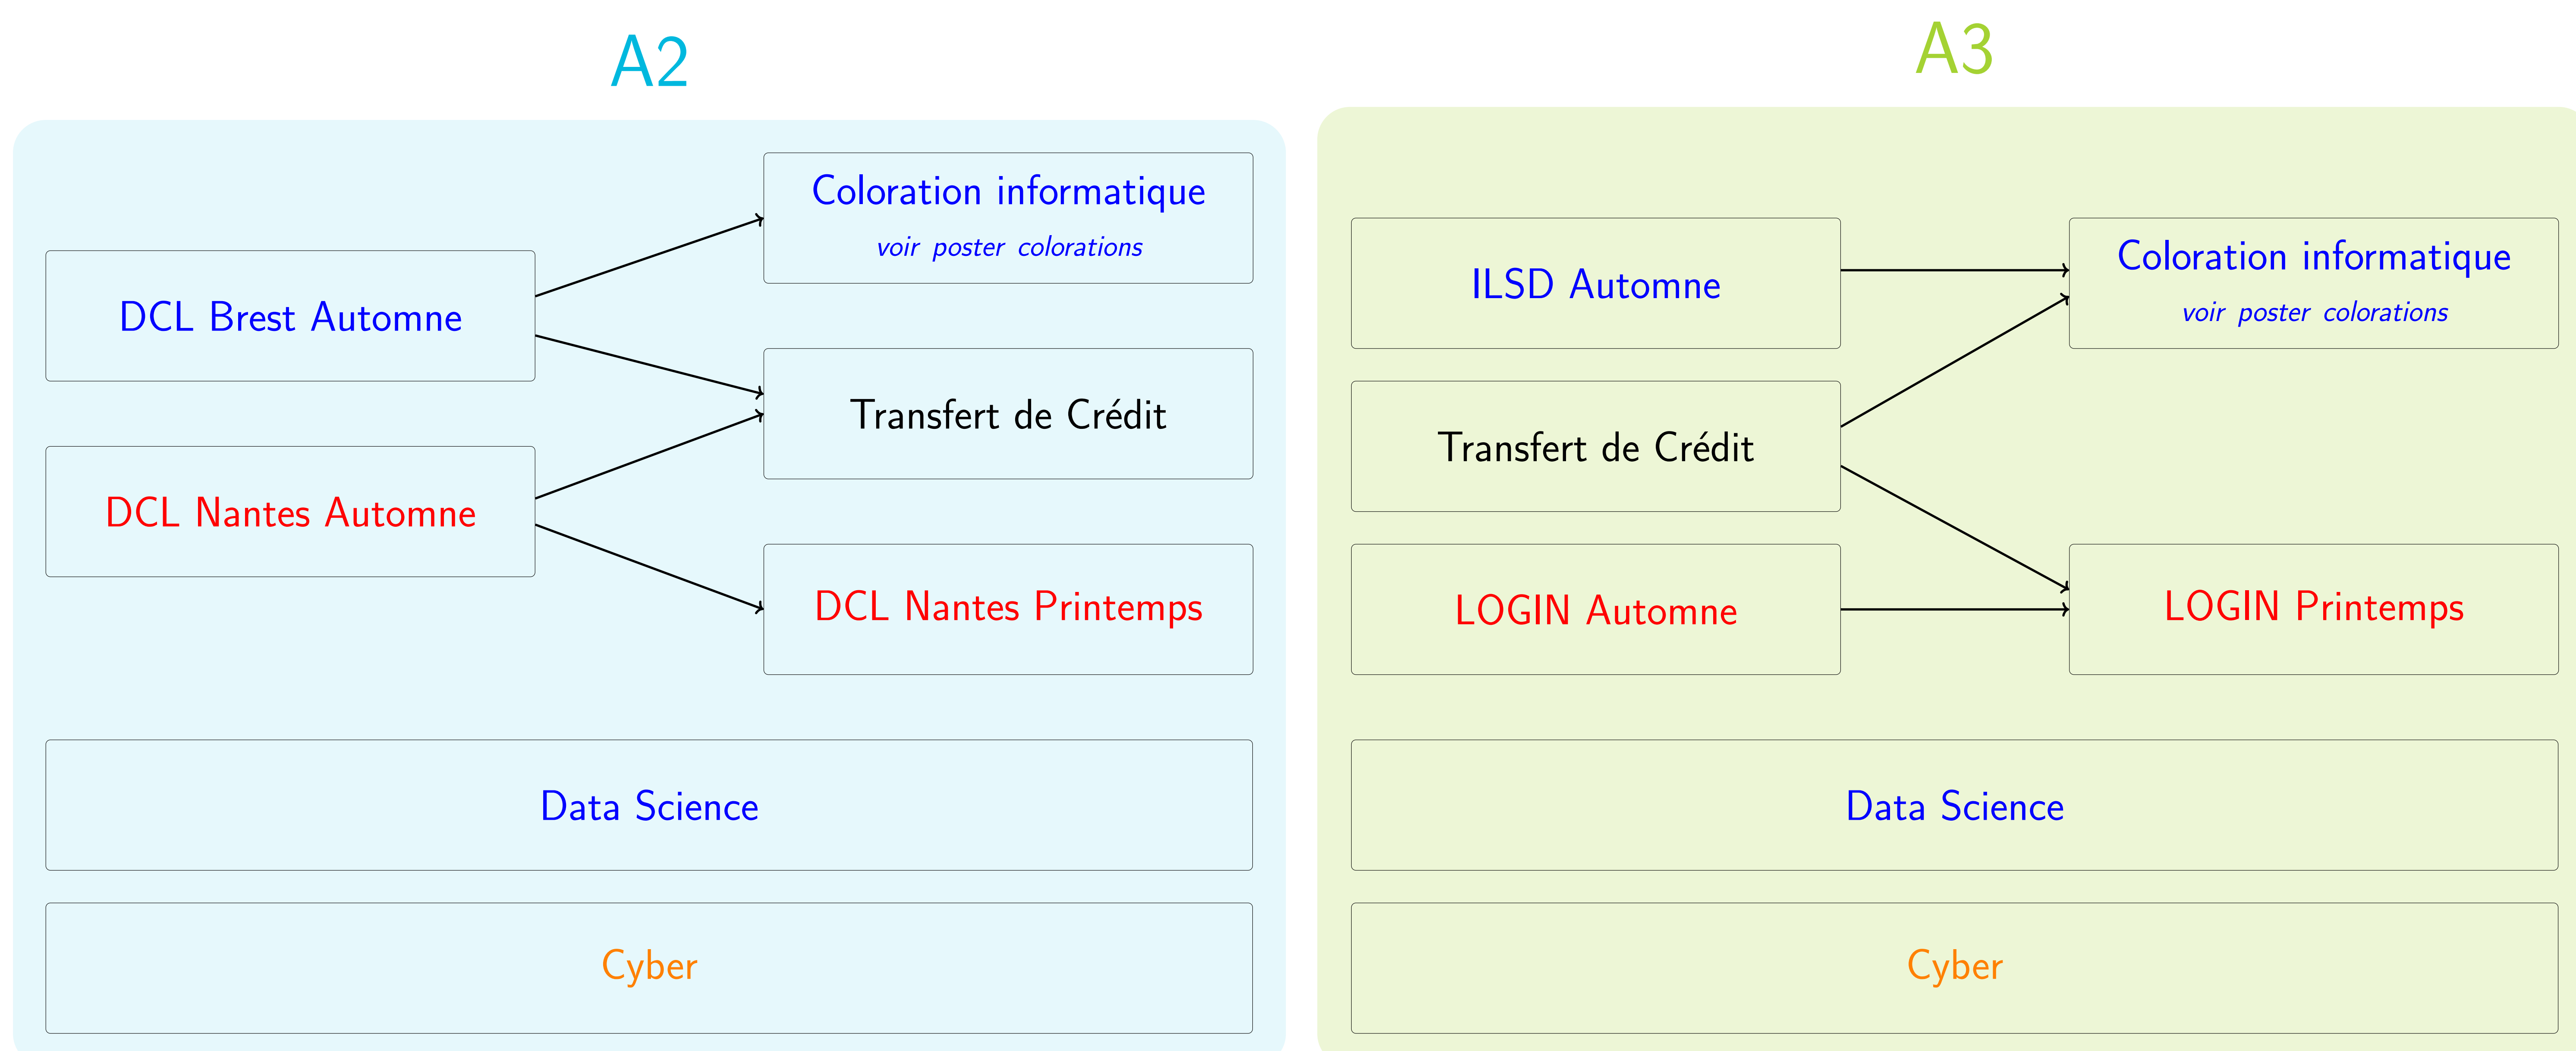 A2
Coloration informatique
voir poster colorations
DCL Brest Automne
Transfert de Crédit
DCL Nantes Automne
DCL Nantes Printemps
Data Science
Cyber
A3
ILSD Automne
Coloration informatique
voir poster colorations
Transfert de Crédit
LOGIN Automne
LOGIN Printemps
Data Science
Cyber